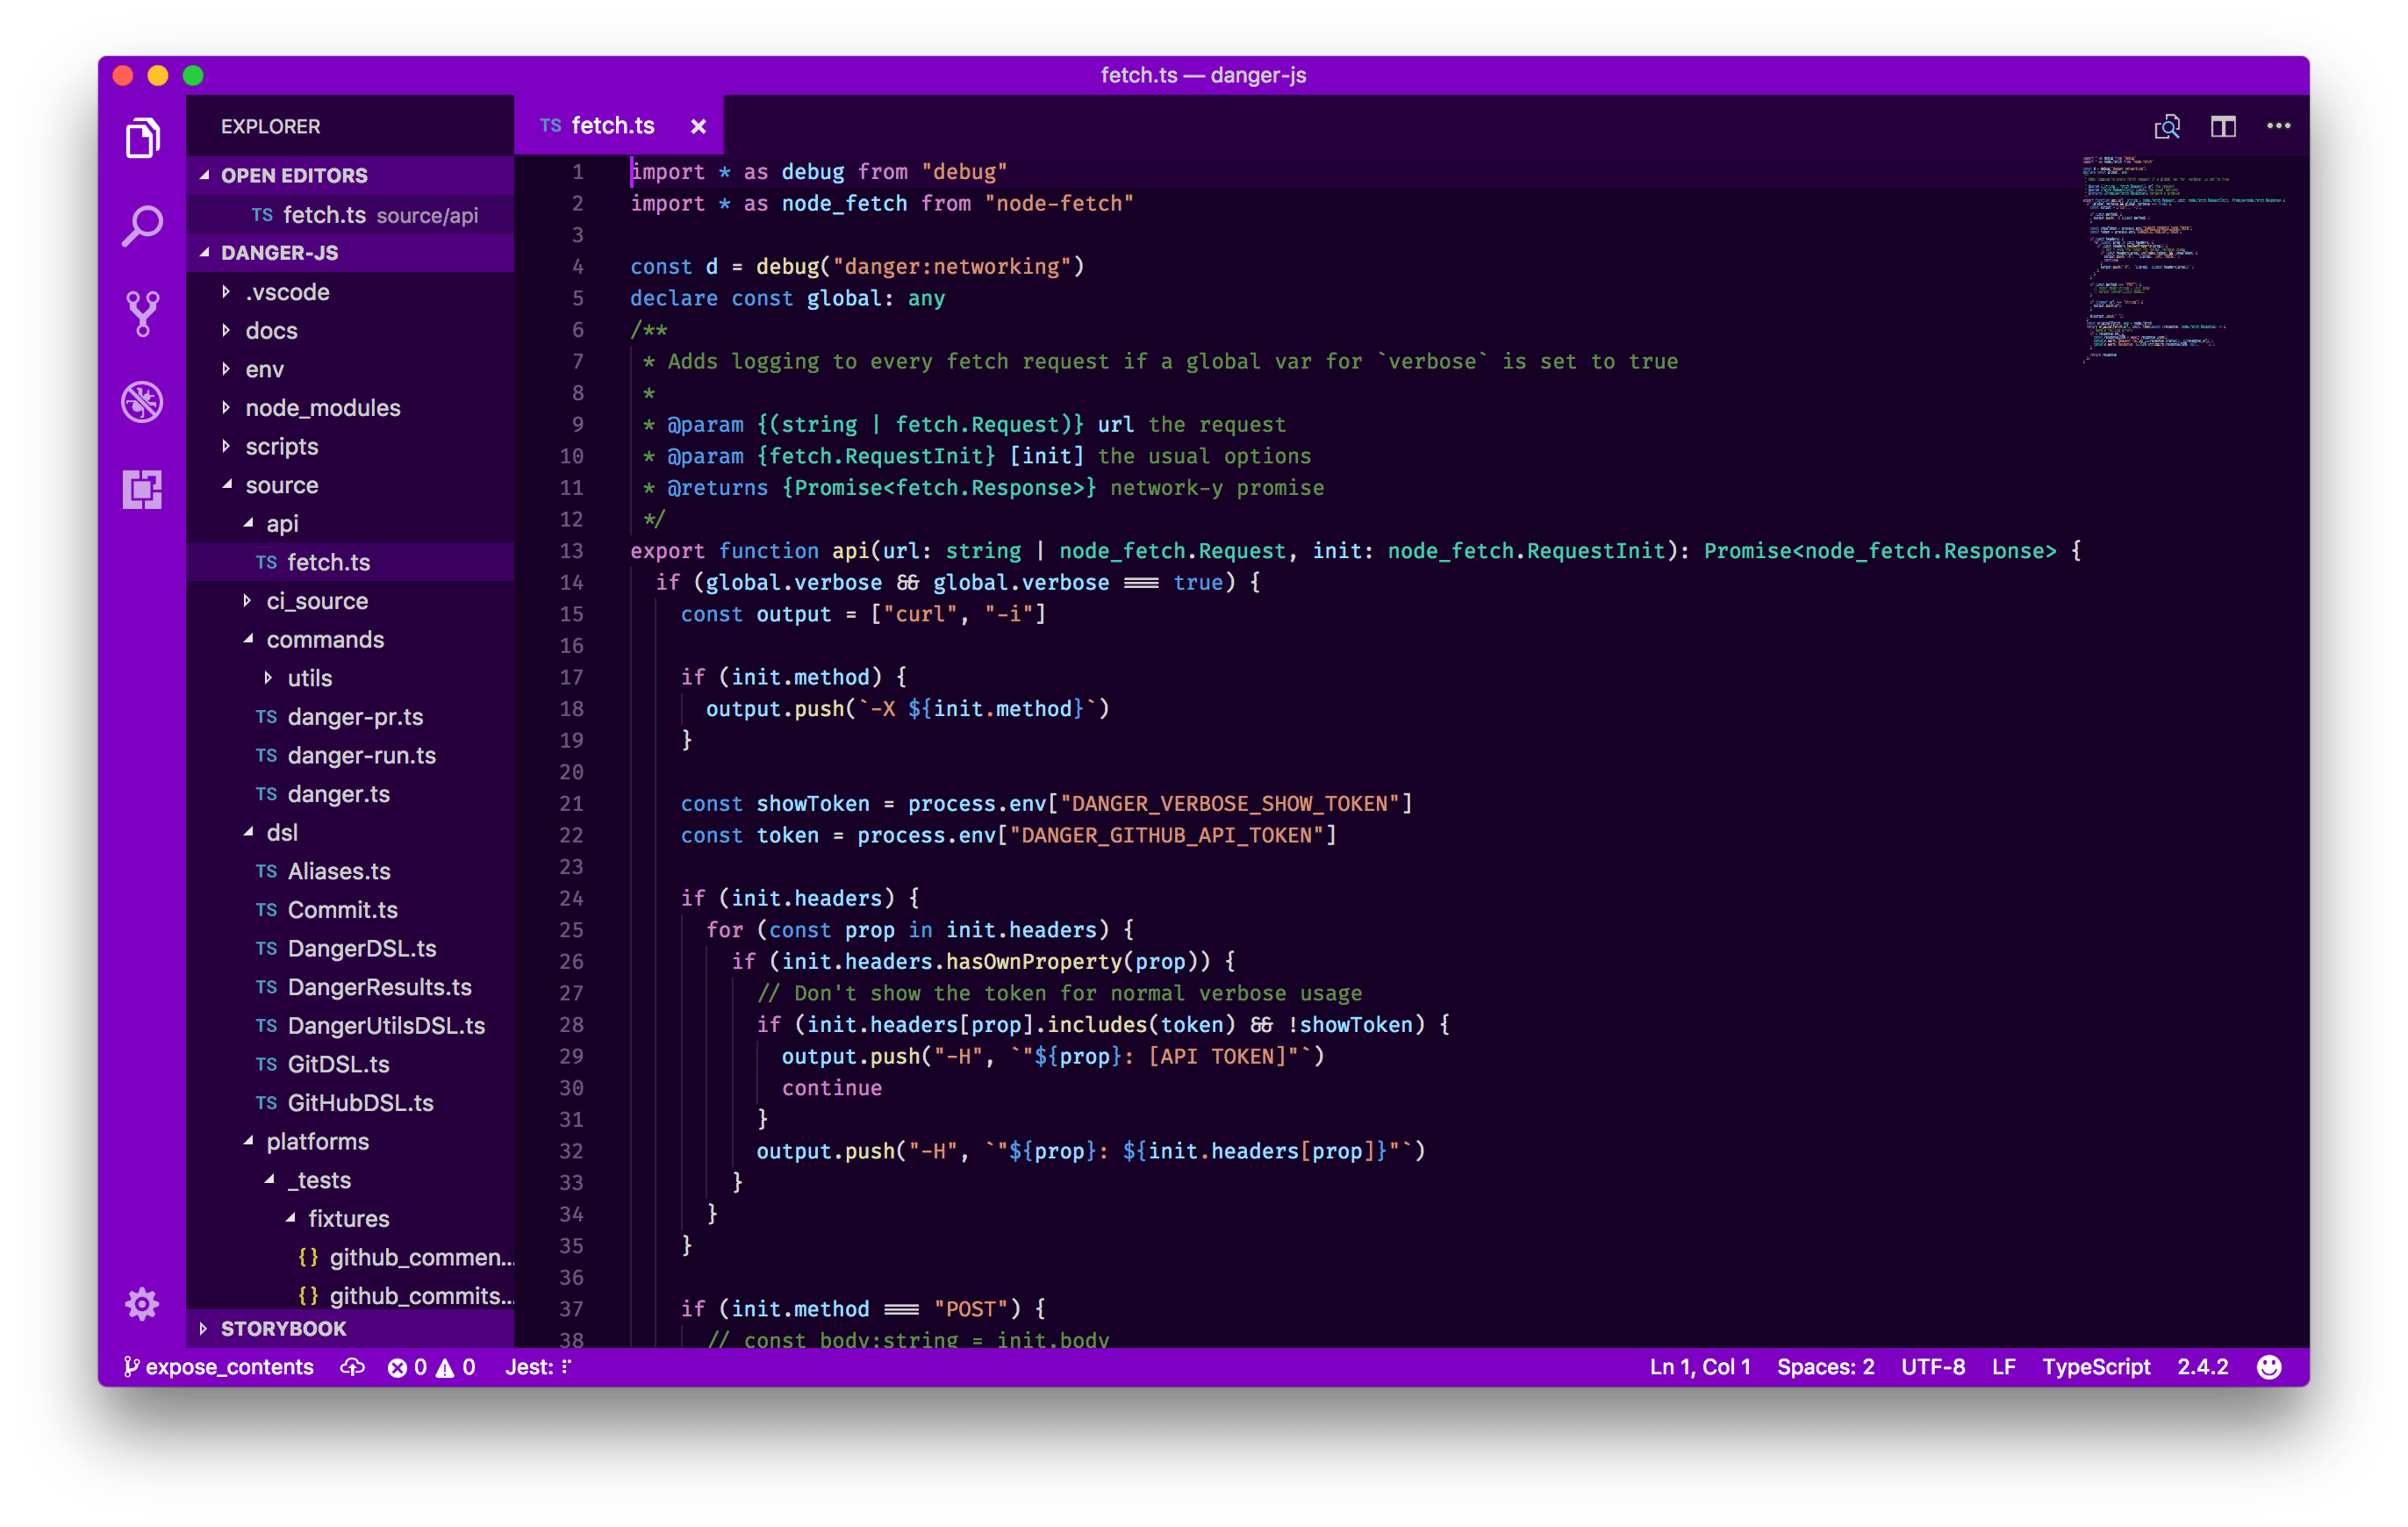 fetch.ts — danger-js
EXPLORER
OPEN EDITORS
TS fetch.ts source/api
DANGER-JS
.vscode
docs
env
node_modules
scripts
source
api
TS fetch.ts
ci_source
commands
utils
TS danger-pr.ts
TS danger-run.ts
TS danger.ts
dsl
TS Aliases.ts
TS Commit.ts
TS DangerDSL.ts
TS DangerResults.ts
TS DangerUtilsDSL.ts
TS GitDSL.ts
TS GitHubDSL.ts
platforms
_tests
fixtures
{} github_commen...
{} github_commits...
STORYBOOK
TS fetch.ts ×
1 import * as debug from "debug"
2 import * as node_fetch from "node-fetch"
3
4 const d = debug("danger:networking")
5 declare const global: any
6 /**
7 * Adds logging to every fetch request if a global var for `verbose` is set to true
8 *
9 * @param {(string | fetch.Request)} url the request
10 * @param {fetch.RequestInit} [init] the usual options
11 * @returns {Promise<fetch.Response>} network-y promise
12 */
13 export function api(url: string | node_fetch.Request, init: node_fetch.RequestInit): Promise<node_fetch.Response> {
14 if (global.verbose && global.verbose === true) {
15 const output = ["curl", "-i"]
16
17 if (init.method) {
18 output.push(`-X ${init.method}`)
19 }
20
21 const showToken = process.env["DANGER_VERBOSE_SHOW_TOKEN"]
22 const token = process.env["DANGER_GITHUB_API_TOKEN"]
23
24 if (init.headers) {
25 for (const prop in init.headers) {
26 if (init.headers.hasOwnProperty(prop)) {
27 // Don't show the token for normal verbose usage
28 if (init.headers[prop].includes(token) && !showToken) {
29 output.push("-H", `"${prop}: [API TOKEN]"`)
30 continue
31 }
32 output.push("-H", `"${prop}: ${init.headers[prop]}"`)
33 }
34 }
35 }
36
37 if (init.method === "POST") {
38 // const body:string = init.body
expose_contents 0 0 Jest: Ln 1, Col 1 Spaces: 2 UTF-8 LF TypeScript 2.4.2